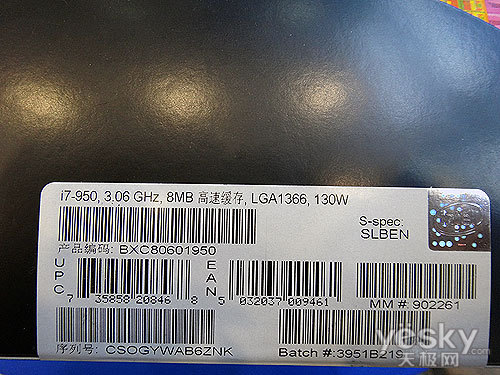 i7-950, 3.06 GHz, 8MB 高速缓存, LGA1366, 130W
S-spec:
SLBEN
产品编码: BXC80601950
UPC
7 35858 20846 8
EAN
5 032037 009461
MM #: 902261
序列号: CSOGYWAB6ZNK
Batch #:3951B219
yesky
天极网